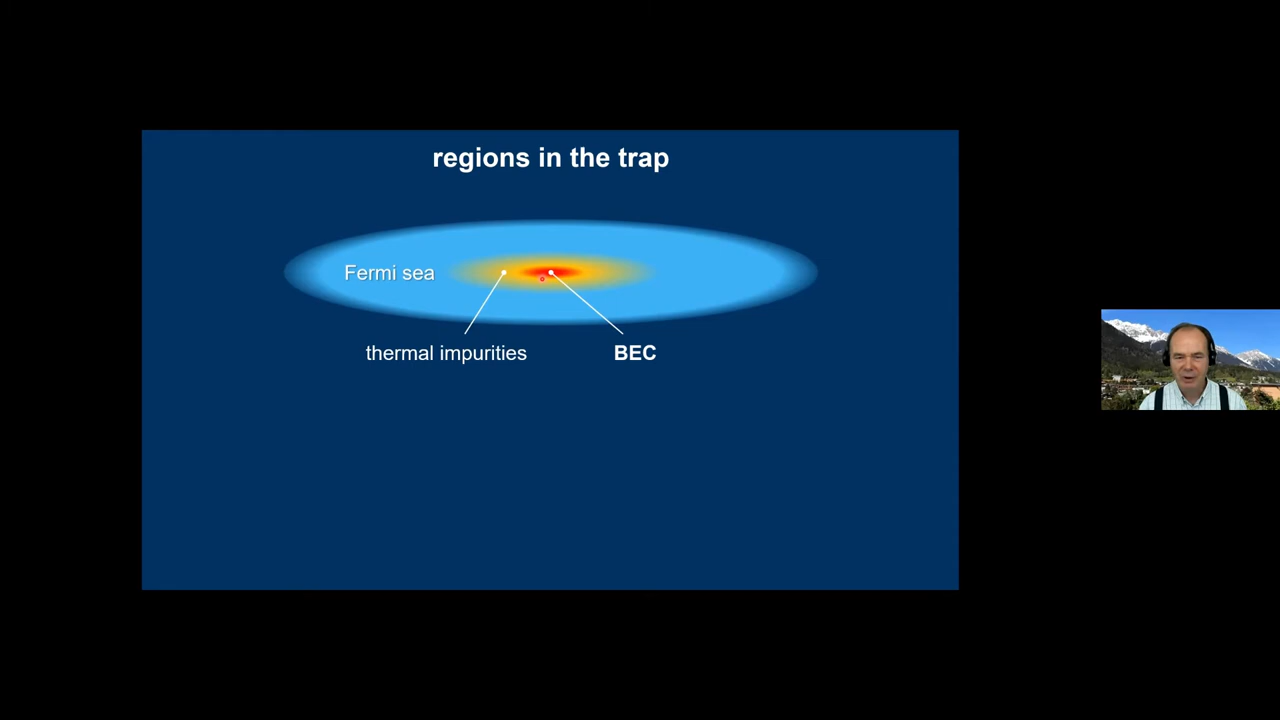 regions in the trap
Fermi sea
thermal impurities
BEC